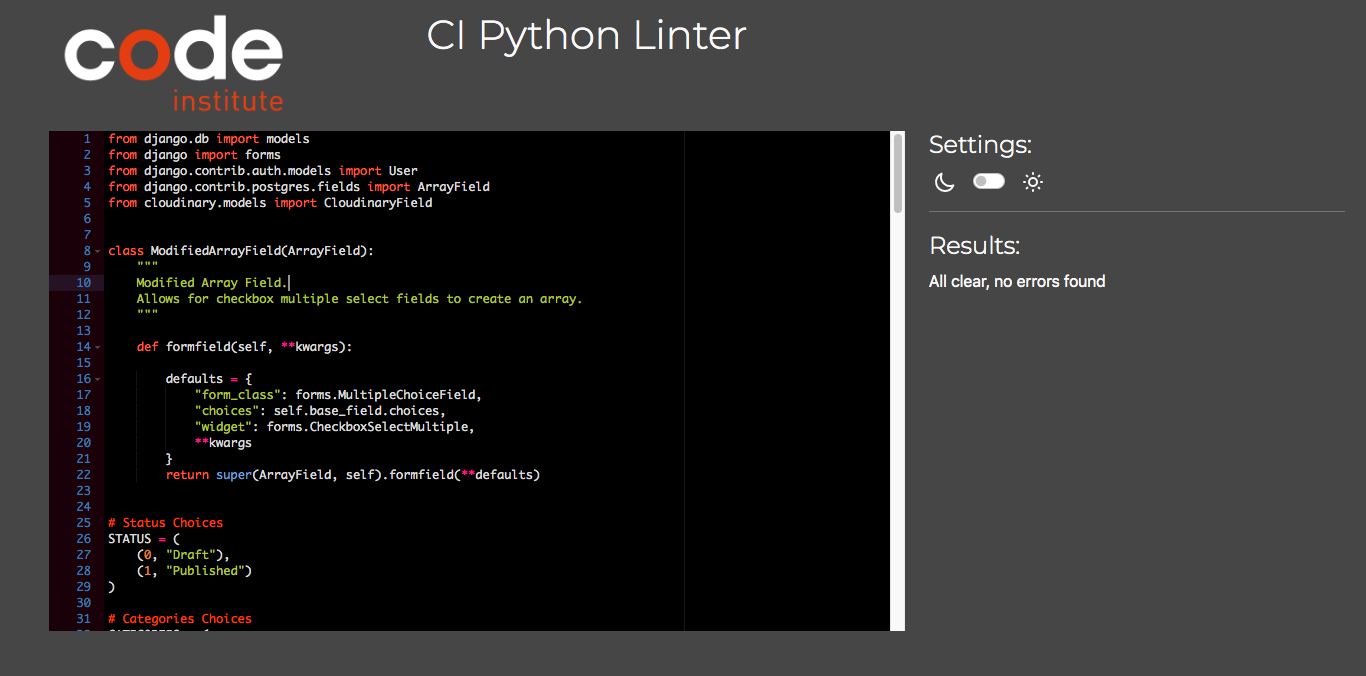 code
institute
CI Python Linter
1 from django.db import models
2 from django import forms
3 from django.contrib.auth.models import User
4 from django.contrib.postgres.fields import ArrayField
5 from cloudinary.models import CloudinaryField
6
7
8 class ModifiedArrayField(ArrayField):
9     """
10     Modified Array Field.
11     Allows for checkbox multiple select fields to create an array.
12     """
13
14     def formfield(self, **kwargs):
15
16         defaults = {
17             "form_class": forms.MultipleChoiceField,
18             "choices": self.base_field.choices,
19             "widget": forms.CheckboxSelectMultiple,
20             **kwargs
21         }
22         return super(ArrayField, self).formfield(**defaults)
23
24
25 # Status Choices
26 STATUS = (
27     (0, "Draft"),
28     (1, "Published")
29 )
30
31 # Categories Choices
Settings:
Results:
All clear, no errors found